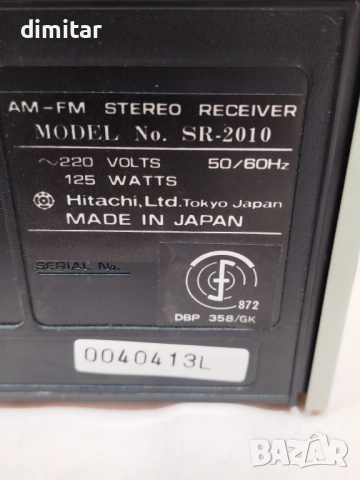 dimitar
AM-FM STEREO RECEIVER
MODEL No. SR-2010
~220 VOLTS 50/60Hz
125 WATTS
Hitachi,Ltd.Tokyo Japan
MADE IN JAPAN
SERIAL No.
872
DBP 358/GK
0040413L
BAZAR